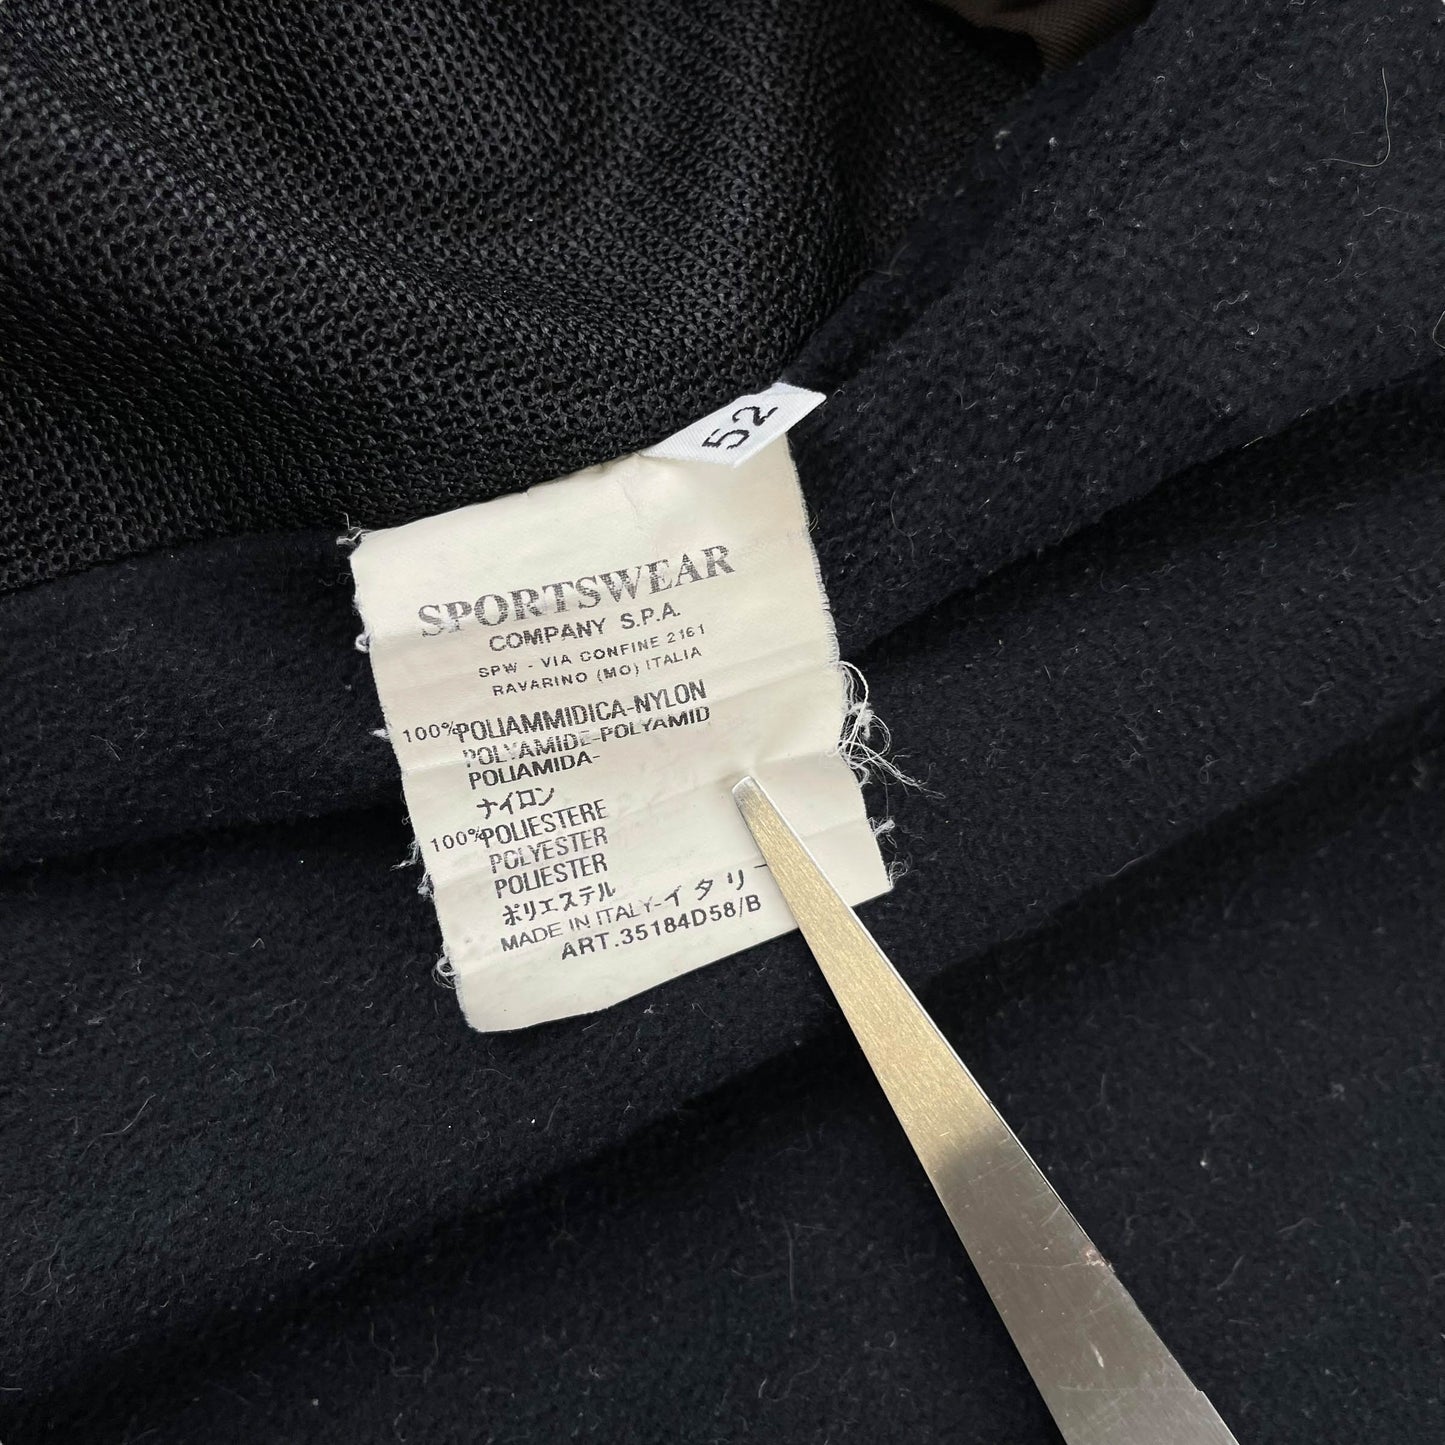 52
SPORTSWEAR
COMPANY S.P.A.
SPW - VIA CONFINE 2161
RAVARINO (MO) ITALIA
100%POLIAMMIDICA-NYLON
POLYAMIDE-POLYAMID
POLIAMIDA-
ナイロン
100%POLIESTERE
POLYESTER
POLIESTER
ポリエステル
MADE IN ITALY-イタリー
ART.35184D58/B